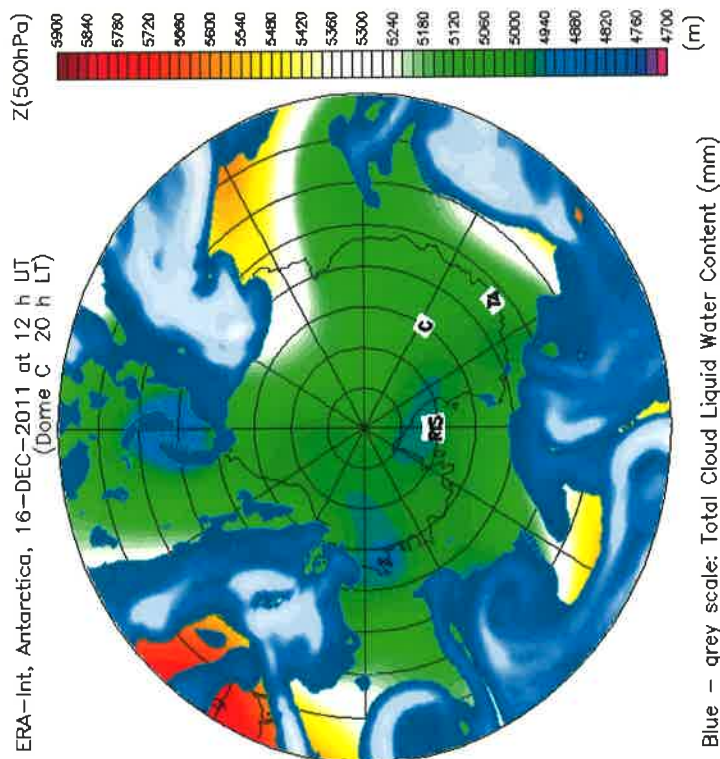 ERA-Int, Antarctica, 16-DEC-2011 at 12 h UT
(Dome C 20 h LT)
Z(500hPa)
5900
5840
5780
5720
5660
5600
5540
5480
5420
5360
5300
5240
5180
5120
5060
5000
4940
4880
4820
4760
4700
(m)
C
TA
RIS
Blue - grey scale: Total Cloud Liquid Water Content (mm)